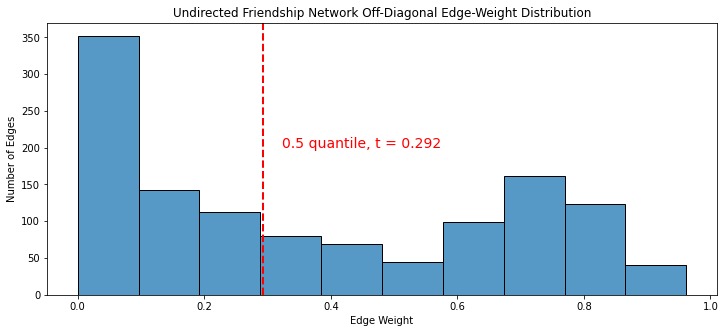 Undirected Friendship Network Off-Diagonal Edge-Weight Distribution
350
300
250
200
150
100
50
0
Number of Edges
0.5 quantile, t = 0.292
0.0 0.2 0.4 0.6 0.8 1.0
Edge Weight